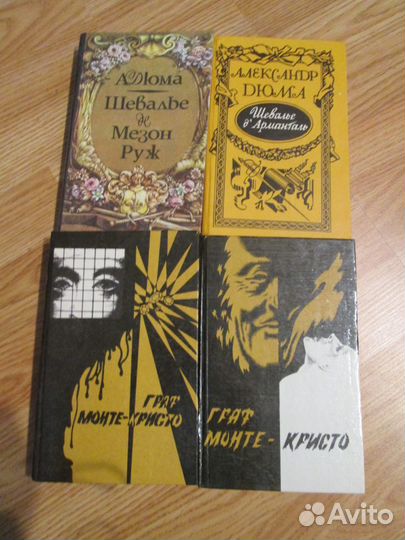 А. Дюма
Шевалье
де
Мезон
Руж
АЛЕКСАНДР
ДЮМА
Шевалье
д'Арманталь
ГРАФ
МОНТЕ-КРИСТО
ГРАФ
МОНТЕ-КРИСТО
Avito